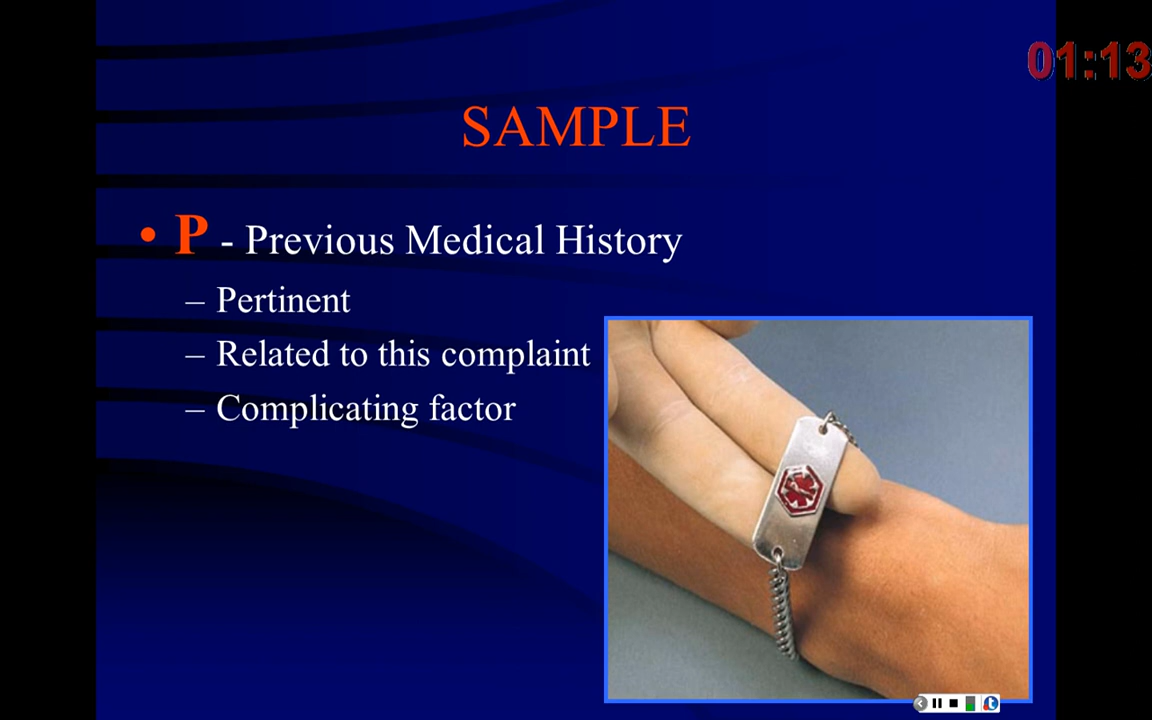 01:13
SAMPLE
• P - Previous Medical History
– Pertinent
– Related to this complaint
– Complicating factor